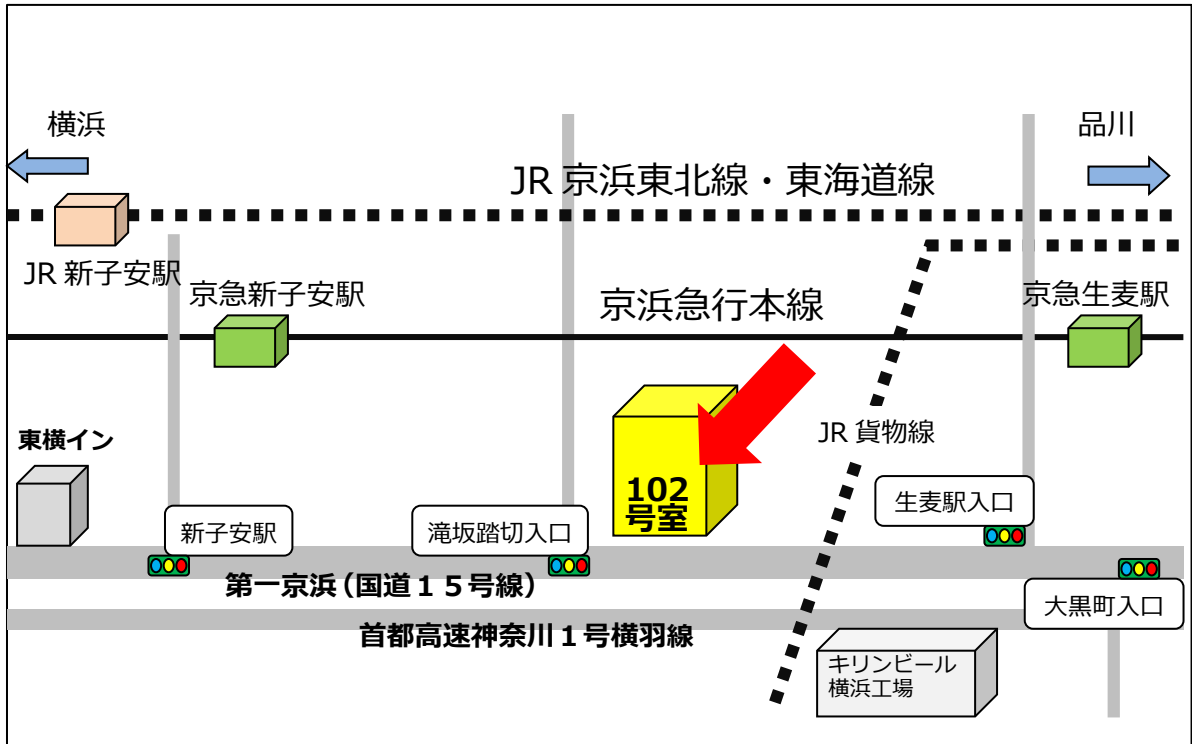 横浜
品川
JR 京浜東北線・東海道線
JR 新子安駅
京急新子安駅
京浜急行本線
京急生麦駅
東横イン
JR 貨物線
102
号室
生麦駅入口
新子安駅
滝坂踏切入口
第一京浜（国道１５号線）
大黒町入口
首都高速神奈川１号横羽線
キリンビール
横浜工場